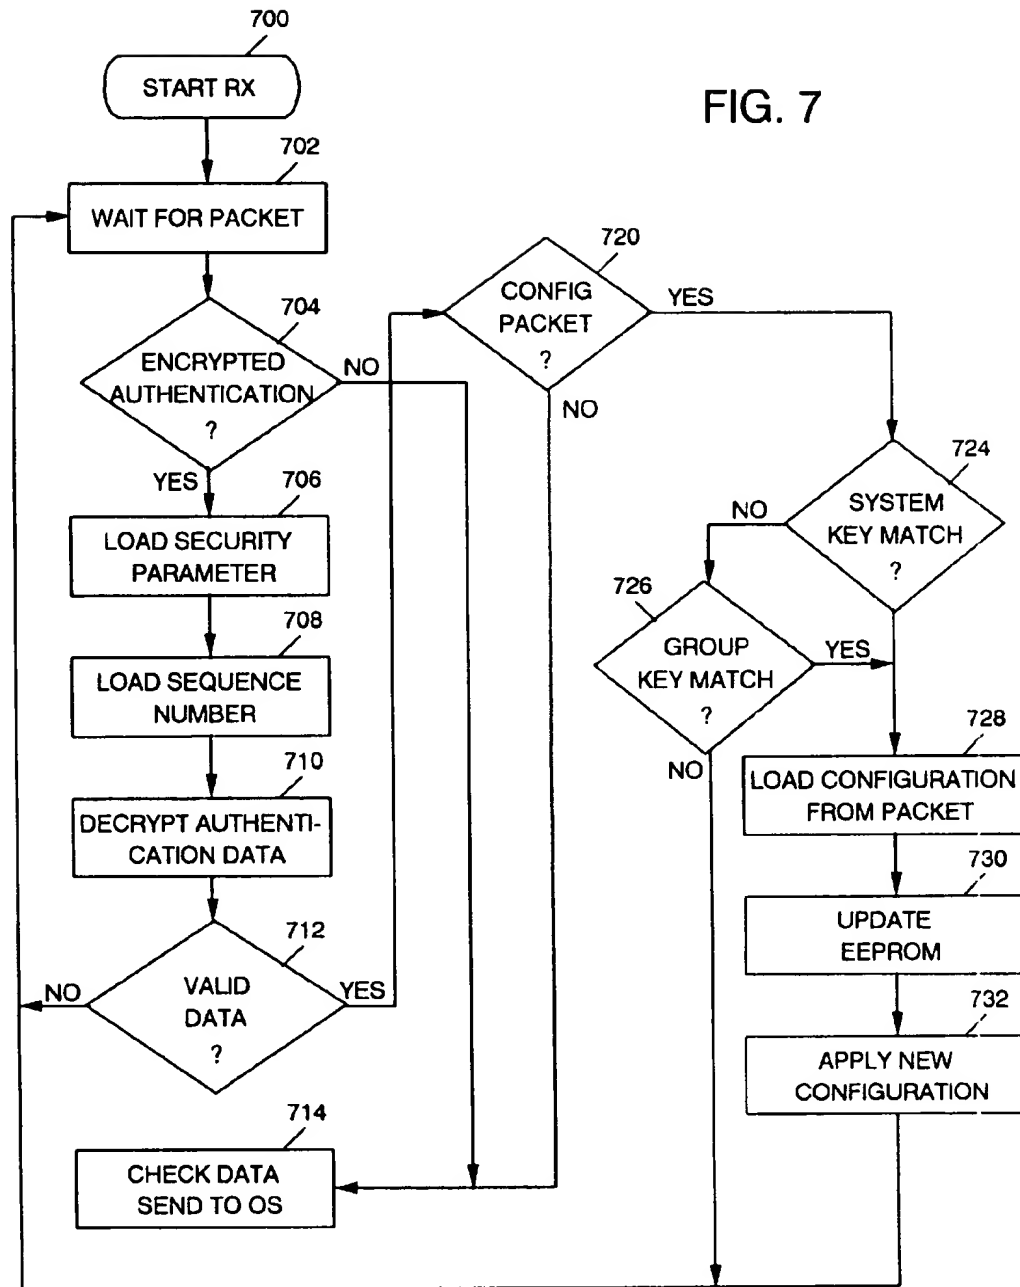 700
START RX
FIG. 7
702
WAIT FOR PACKET
704
ENCRYPTED
AUTHENTICATION
?
NO
YES
706
LOAD SECURITY
PARAMETER
708
LOAD SEQUENCE
NUMBER
710
DECRYPT AUTHENTI-
CATION DATA
712
VALID
DATA
?
NO
YES
714
CHECK DATA
SEND TO OS
720
CONFIG
PACKET
?
YES
NO
724
SYSTEM
KEY MATCH
?
NO
726
GROUP
KEY MATCH
?
YES
NO
728
LOAD CONFIGURATION
FROM PACKET
730
UPDATE
EEPROM
732
APPLY NEW
CONFIGURATION